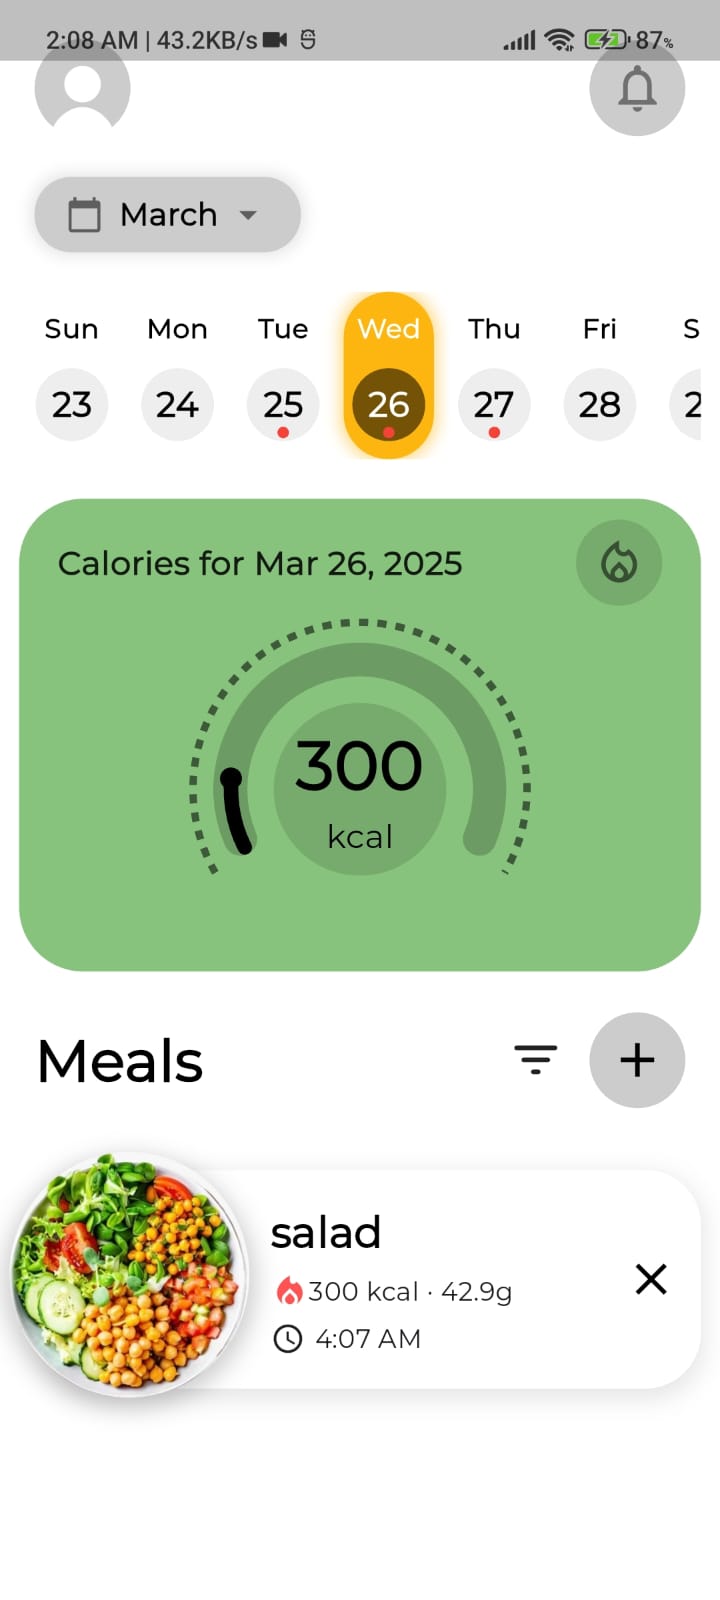 2:08 AM | 43.2KB/s 87%
March
Sun Mon Tue Wed Thu Fri S
23 24 25 26 27 28 2
Calories for Mar 26, 2025
300
kcal
Meals
salad
300 kcal · 42.9g
4:07 AM